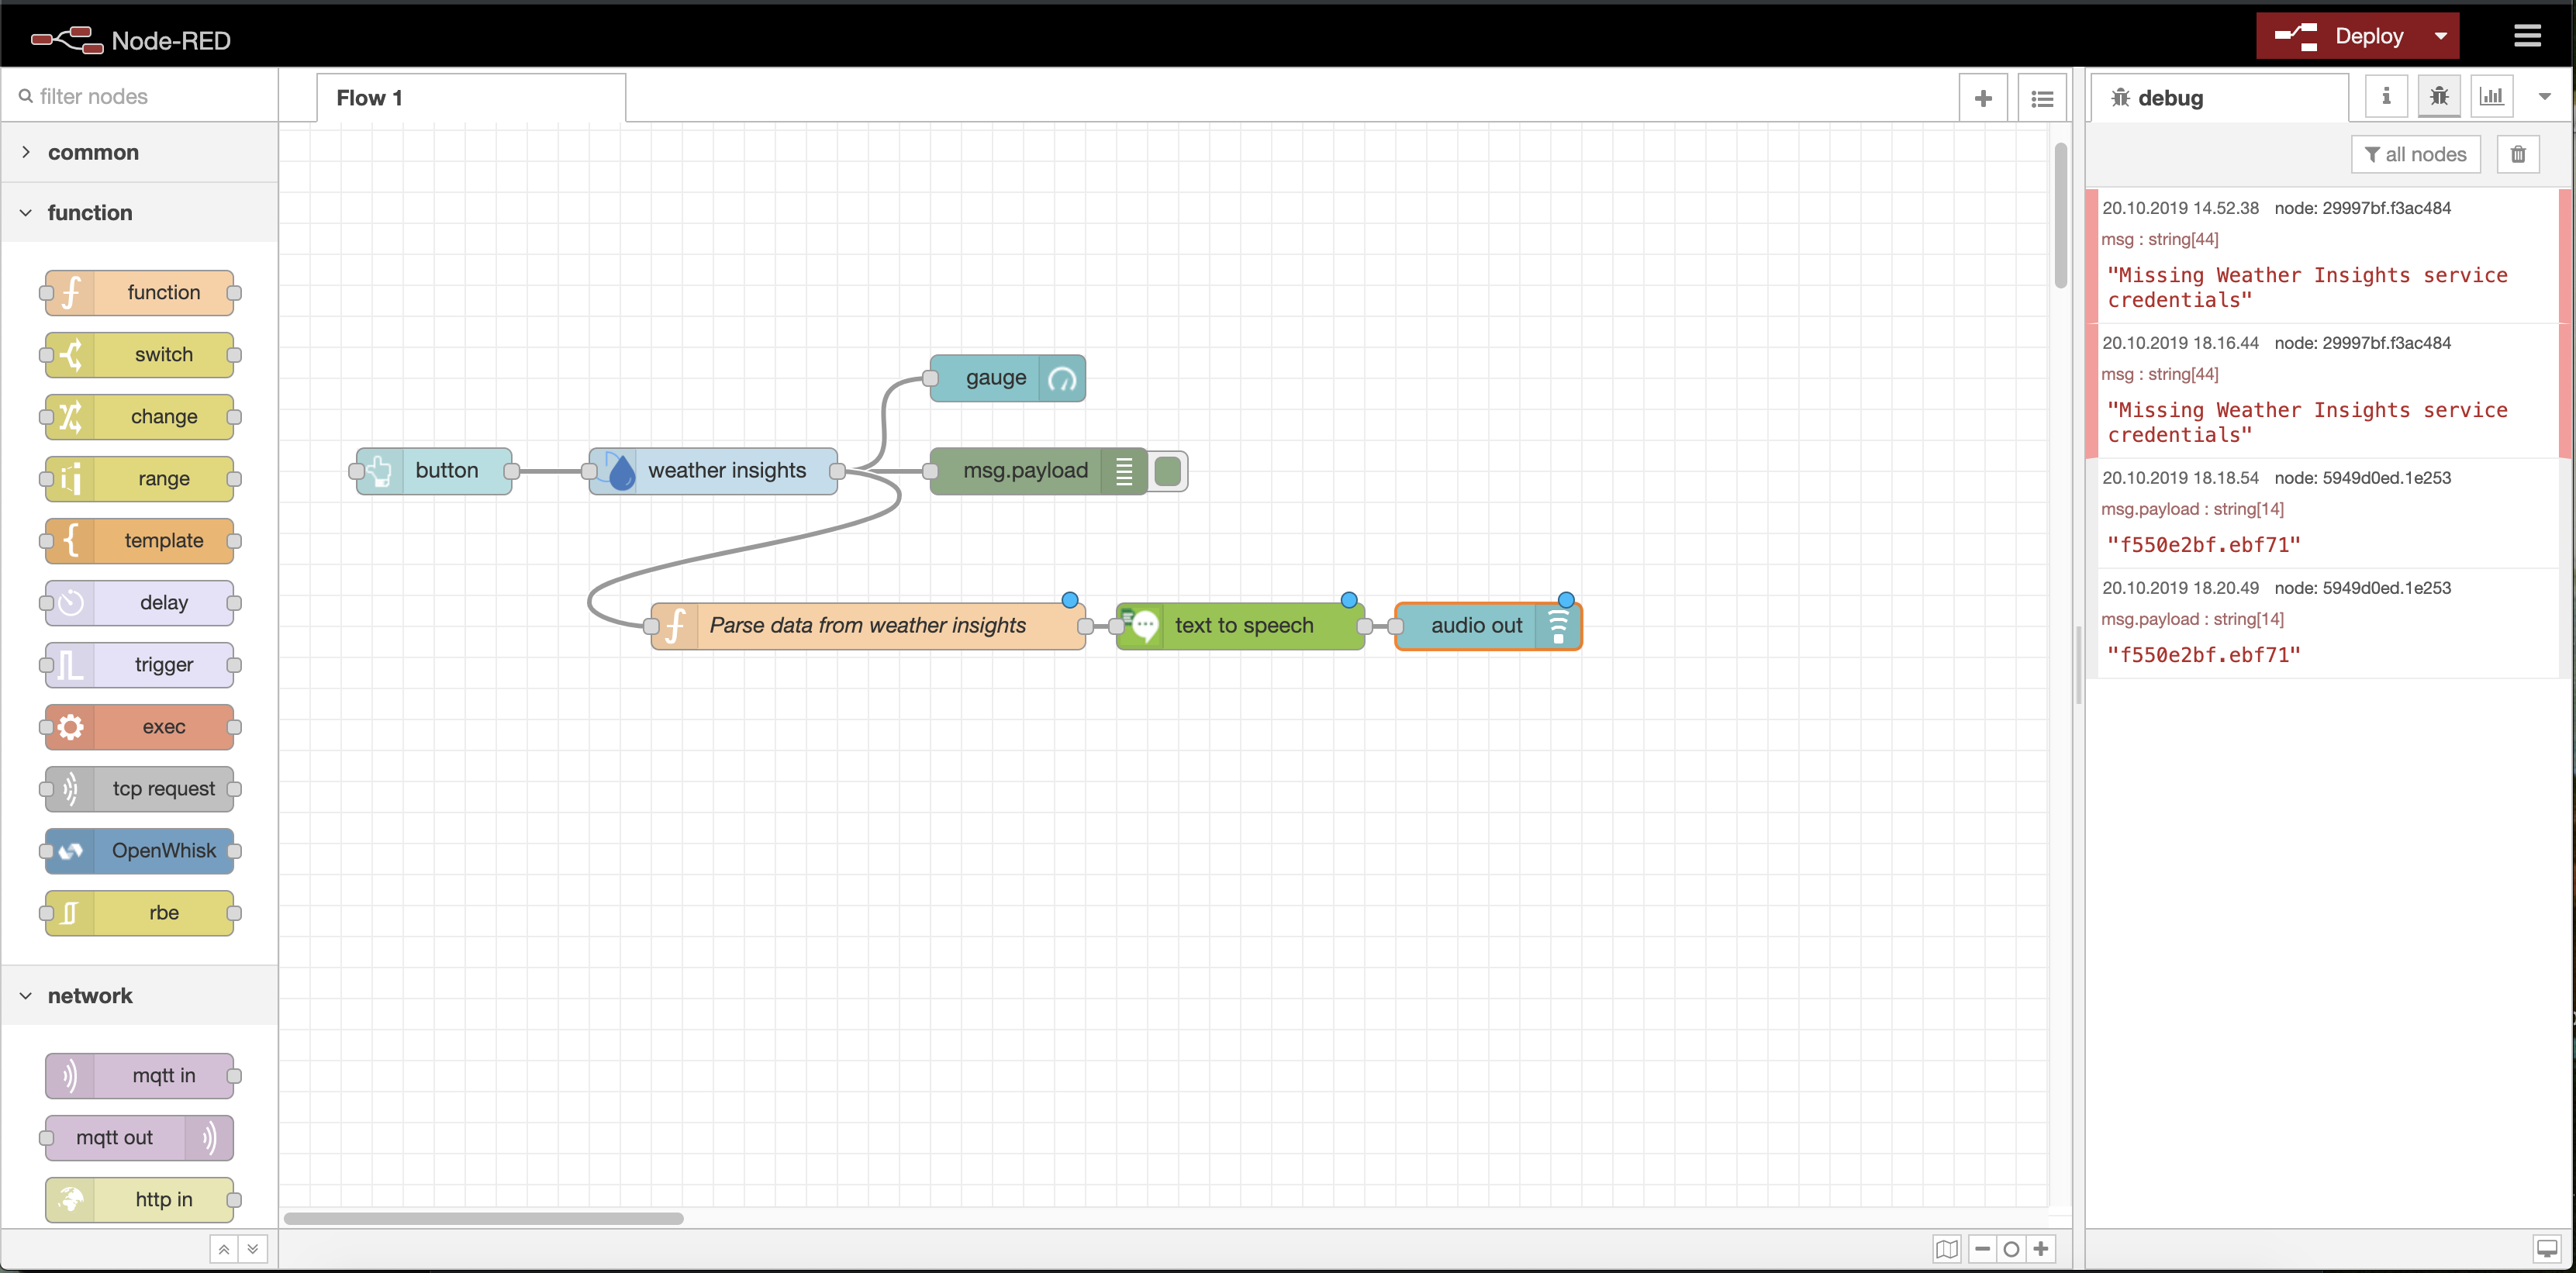 Node-RED
Deploy
filter nodes
common
function
function
switch
change
range
template
delay
trigger
exec
tcp request
OpenWhisk
rbe
network
mqtt in
mqtt out
http in
Flow 1
gauge
button
weather insights
msg.payload
Parse data from weather insights
text to speech
audio out
debug
all nodes
20.10.2019 14.52.38 node: 29997bf.f3ac484
msg : string[44]
"Missing Weather Insights service
credentials"
20.10.2019 18.16.44 node: 29997bf.f3ac484
msg : string[44]
"Missing Weather Insights service
credentials"
20.10.2019 18.18.54 node: 5949d0ed.1e253
msg.payload : string[14]
"f550e2bf.ebf71"
20.10.2019 18.20.49 node: 5949d0ed.1e253
msg.payload : string[14]
"f550e2bf.ebf71"